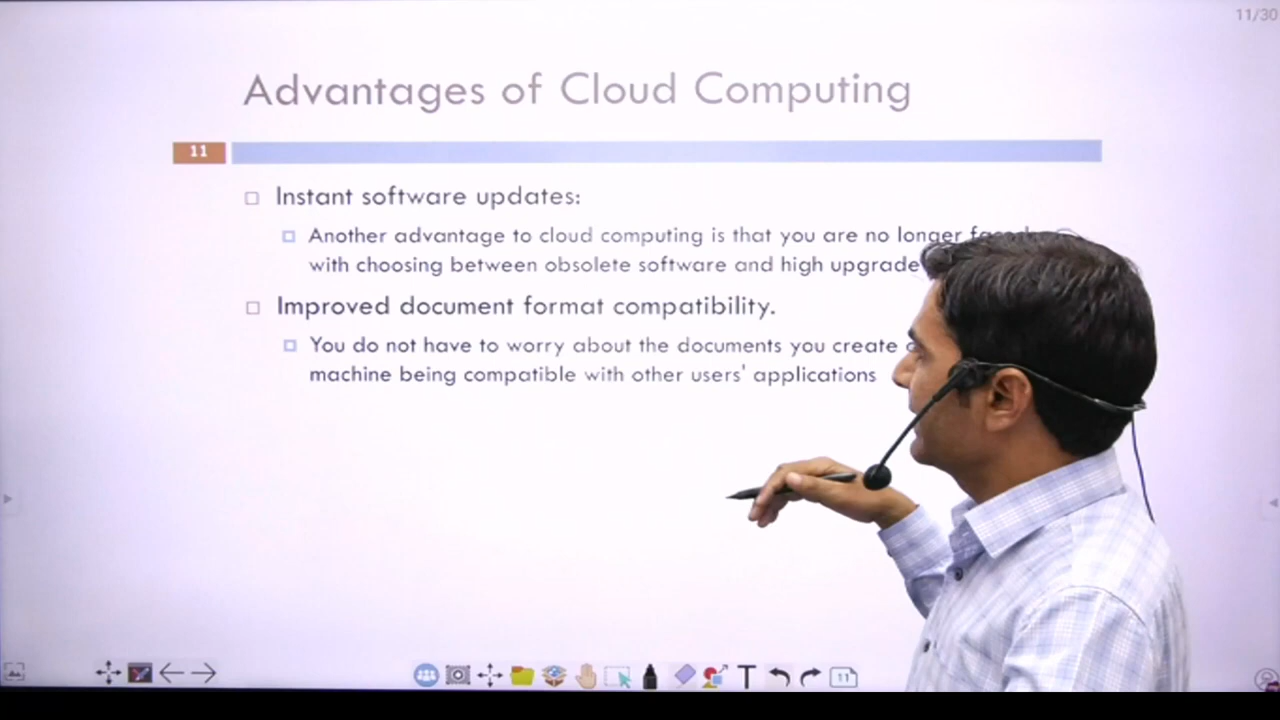 11/30
Advantages of Cloud Computing
11
Instant software updates:
Another advantage to cloud computing is that you are no longer
with choosing between obsolete software and high upgrade
Improved document format compatibility.
You do not have to worry about the documents you create
machine being compatible with other users' applications
T
11